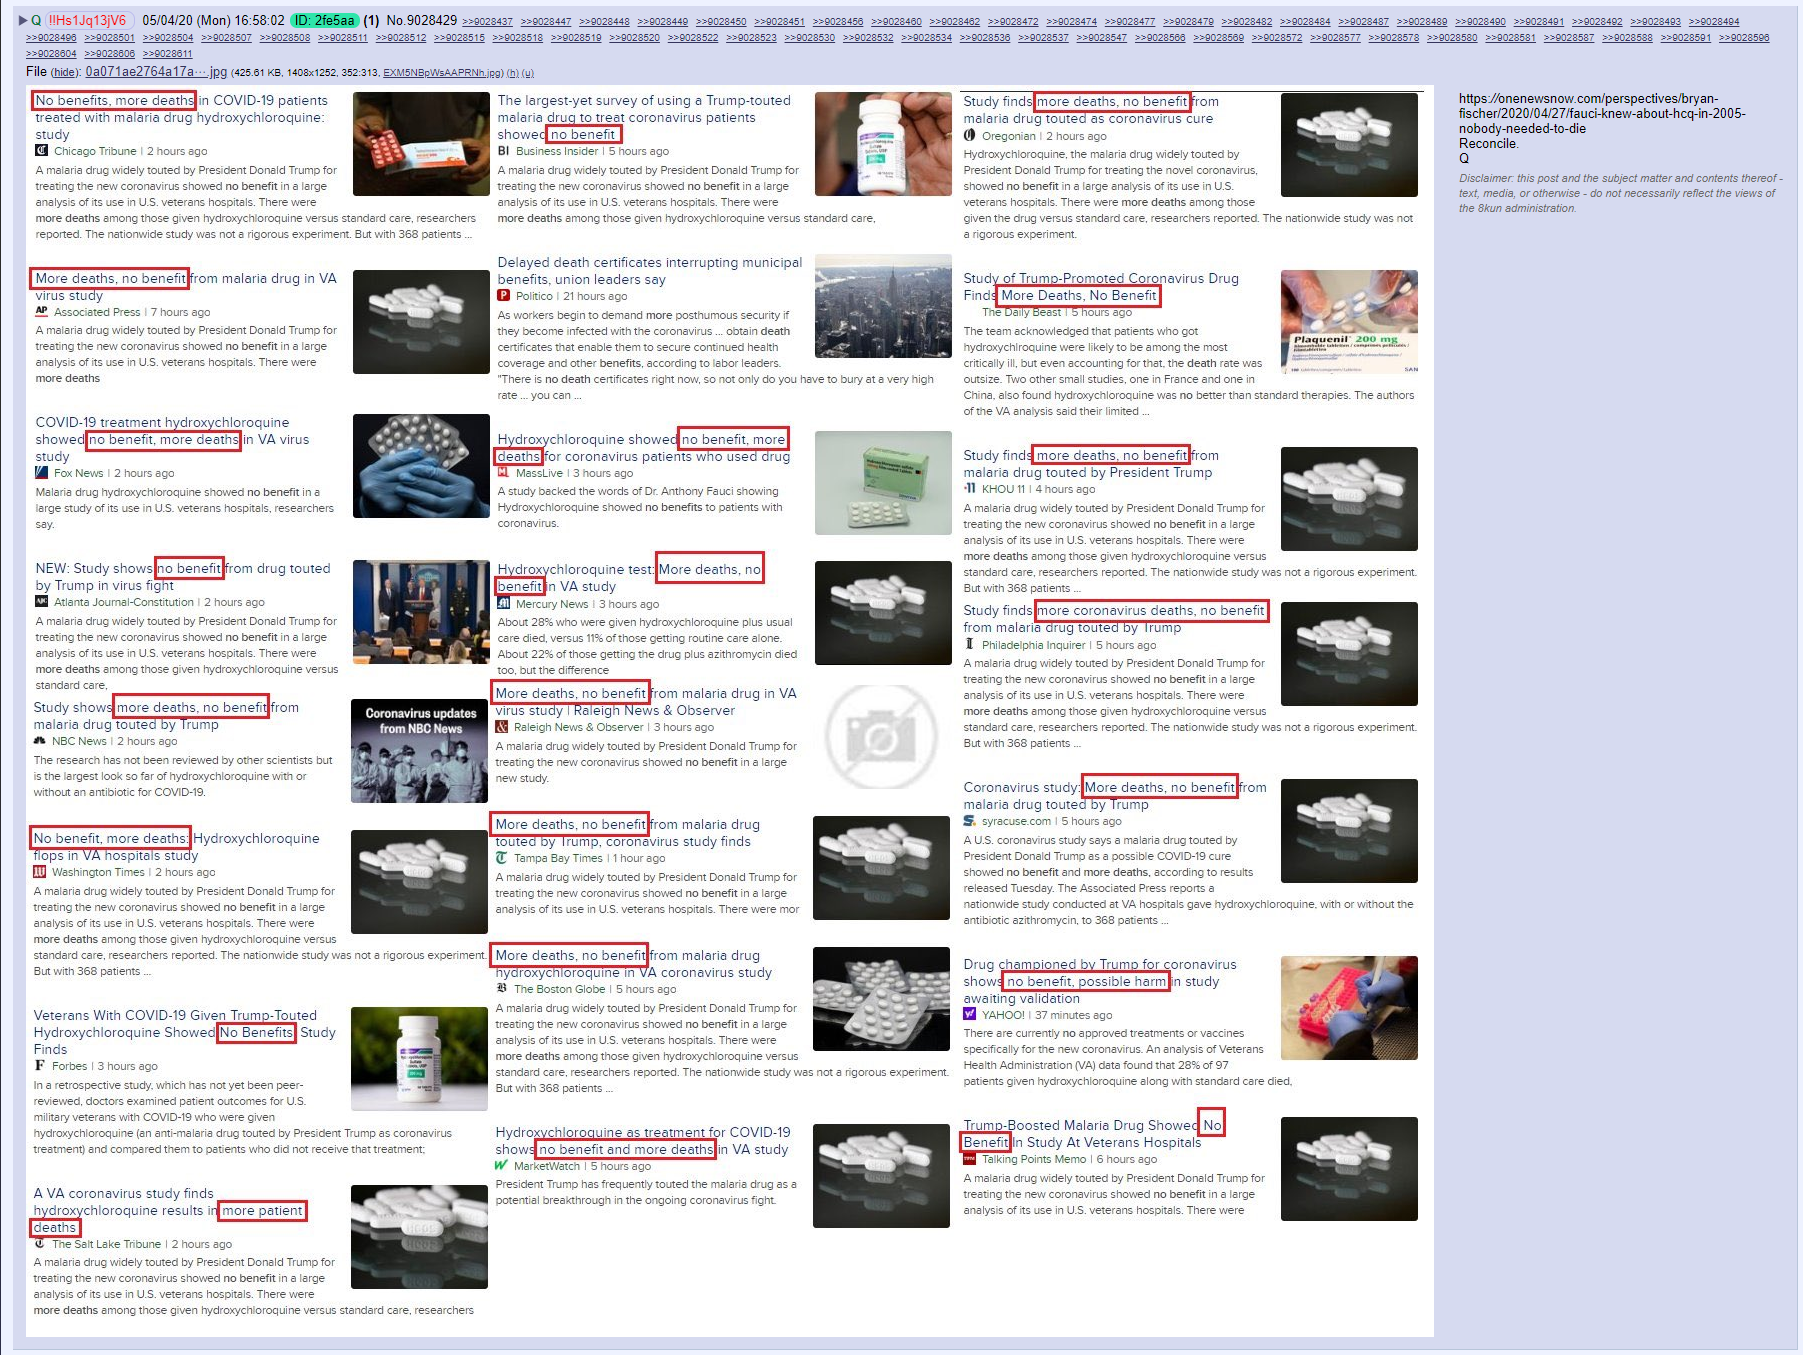 Q !!Hs1Jq13jV6 05/04/20 (Mon) 16:58:02 ID: 2fe5aa (1) No.9028429 >>9028437 >>9028447 >>9028448 >>9028449 >>9028450 >>9028451 >>9028456 >>9028460 >>9028462 >>9028472 >>9028474 >>9028477 >>9028479 >>9028482 >>9028484 >>9028487 >>9028489 >>9028490 >>9028491 >>9028492 >>9028493 >>9028494
>>9028496 >>9028501 >>9028504 >>9028507 >>9028508 >>9028511 >>9028512 >>9028515 >>9028518 >>9028519 >>9028520 >>9028522 >>9028523 >>9028530 >>9028532 >>9028534 >>9028536 >>9028537 >>9028547 >>9028566 >>9028569 >>9028572 >>9028577 >>9028578 >>9028580 >>9028581 >>9028587 >>9028588 >>9028591 >>9028596
>>9028604 >>9028606 >>9028611
File (hide): 0a071ae2764a17a⋯.jpg (425.61 KB, 1408x1252, 352:313, EXM5NBpWsAAPRNh.jpg) (h) (u)
No benefits, more deaths in COVID-19 patients
treated with malaria drug hydroxychloroquine:
study
Chicago Tribune | 2 hours ago
A malaria drug widely touted by President Donald Trump for
treating the new coronavirus showed no benefit in a large
analysis of its use in U.S. veterans hospitals. There were
more deaths among those given hydroxychloroquine versus standard care, researchers
reported. The nationwide study was not a rigorous experiment. But with 368 patients ...
More deaths, no benefit from malaria drug in VA
virus study
AP Associated Press | 7 hours ago
A malaria drug widely touted by President Donald Trump for
treating the new coronavirus showed no benefit in a large
analysis of its use in U.S. veterans hospitals. There were
more deaths
COVID-19 treatment hydroxychloroquine
showed no benefit, more deaths in VA virus
study
Fox News | 2 hours ago
Malaria drug hydroxychloroquine showed no benefit in a
large study of its use in U.S. veterans hospitals, researchers
say.
NEW: Study shows no benefit from drug touted
by Trump in virus fight
AJC Atlanta Journal-Constitution | 2 hours ago
A malaria drug widely touted by President Donald Trump for
treating the new coronavirus showed no benefit in a large
analysis of its use in U.S. veterans hospitals. There were
more deaths among those given hydroxychloroquine versus
standard care,
Study shows more deaths, no benefit from
malaria drug touted by Trump
NBC News | 2 hours ago
The research has not been reviewed by other scientists but
is the largest look so far of hydroxychloroquine with or
without an antibiotic for COVID-19.
Coronavirus updates
from NBC News
No benefit, more deaths: Hydroxychloroquine
flops in VA hospitals study
Washington Times | 2 hours ago
A malaria drug widely touted by President Donald Trump for
treating the new coronavirus showed no benefit in a large
analysis of its use in U.S. veterans hospitals. There were
more deaths among those given hydroxychloroquine versus
standard care, researchers reported. The nationwide study was not a rigorous experiment.
But with 368 patients ...
Veterans With COVID-19 Given Trump-Touted
Hydroxychloroquine Showed No Benefits, Study
Finds
F Forbes | 3 hours ago
In a retrospective study, which has not yet been peer-
reviewed, doctors examined patient outcomes for U.S.
military veterans with COVID-19 who were given
hydroxychloroquine (an anti-malaria drug touted by President Trump as coronavirus
treatment) and compared them to patients who did not receive that treatment;
A VA coronavirus study finds
hydroxychloroquine results in more patient
deaths
The Salt Lake Tribune | 2 hours ago
A malaria drug widely touted by President Donald Trump for
treating the new coronavirus showed no benefit in a large
analysis of its use in U.S. veterans hospitals. There were
more deaths among those given hydroxychloroquine versus standard care, researchers
The largest-yet survey of using a Trump-touted
malaria drug to treat coronavirus patients
showed no benefit
BI Business Insider | 5 hours ago
A malaria drug widely touted by President Donald Trump for
treating the new coronavirus showed no benefit in a large
analysis of its use in U.S. veterans hospitals. There were
more deaths among those given hydroxychloroquine versus standard care,
Delayed death certificates interrupting municipal
benefits, union leaders say
P Politico | 21 hours ago
As workers begin to demand more posthumous security if
they become infected with the coronavirus ... obtain death
certificates that enable them to secure continued health
coverage and other benefits, according to labor leaders.
"There is no death certificates right now, so not only do you have to bury at a very high
rate ... you can ...
Hydroxychloroquine showed no benefit, more
deaths for coronavirus patients who used drug
MassLive | 3 hours ago
A study backed the words of Dr. Anthony Fauci showing
Hydroxychloroquine showed no benefits to patients with
coronavirus.
Hydroxychloroquine test: More deaths, no
benefit in VA study
Mercury News | 3 hours ago
About 28% who were given hydroxychloroquine plus usual
care died, versus 11% of those getting routine care alone.
About 22% of those getting the drug plus azithromycin died
too, but the difference
More deaths, no benefit from malaria drug in VA
virus study | Raleigh News & Observer
& Raleigh News & Observer | 3 hours ago
A malaria drug widely touted by President Donald Trump for
treating the new coronavirus showed no benefit in a large
new study.
More deaths, no benefit from malaria drug
touted by Trump, coronavirus study finds
Tampa Bay Times | 1 hour ago
A malaria drug widely touted by President Donald Trump for
treating the new coronavirus showed no benefit in a large
analysis of its use in U.S. veterans hospitals. There were mor
More deaths, no benefit from malaria drug
hydroxychloroquine in VA coronavirus study
B The Boston Globe | 5 hours ago
A malaria drug widely touted by President Donald Trump for
treating the new coronavirus showed no benefit in a large
analysis of its use in U.S. veterans hospitals. There were
more deaths among those given hydroxychloroquine versus
standard care, researchers reported. The nationwide study was not a rigorous experiment.
But with 368 patients ...
Hydroxychloroquine as treatment for COVID-19
shows no benefit and more deaths in VA study
MarketWatch | 5 hours ago
President Trump has frequently touted the malaria drug as a
potential breakthrough in the ongoing coronavirus fight.
Study finds more deaths, no benefit from
malaria drug touted as coronavirus cure
Oregonian | 2 hours ago
Hydroxychloroquine, the malaria drug widely touted by
President Donald Trump for treating the novel coronavirus,
showed no benefit in a large analysis of its use in U.S.
veterans hospitals. There were more deaths among those
given the drug versus standard care, researchers reported. The nationwide study was not
a rigorous experiment.
Study of Trump-Promoted Coronavirus Drug
Finds More Deaths, No Benefit
The Daily Beast | 5 hours ago
The team acknowledged that patients who got
hydroxychloroquine were likely to be among the most
critically ill, but even accounting for that, the death rate was
outsize. Two other small studies, one in France and one in
China, also found hydroxychloroquine was no better than standard therapies. The authors
of the VA analysis said their limited ...
Plaquenil 200 mg
Study finds more deaths, no benefit from
malaria drug touted by President Trump
11 KHOU 11 | 4 hours ago
A malaria drug widely touted by President Donald Trump for
treating the new coronavirus showed no benefit in a large
analysis of its use in U.S. veterans hospitals. There were
more deaths among those given hydroxychloroquine versus
standard care, researchers reported. The nationwide study was not a rigorous experiment.
But with 368 patients ...
Study finds more coronavirus deaths, no benefit
from malaria drug touted by Trump
Philadelphia Inquirer | 5 hours ago
A malaria drug widely touted by President Donald Trump for
treating the new coronavirus showed no benefit in a large
analysis of its use in U.S. veterans hospitals. There were
more deaths among those given hydroxychloroquine versus
standard care, researchers reported. The nationwide study was not a rigorous experiment.
But with 368 patients ...
Coronavirus study: More deaths, no benefit from
malaria drug touted by Trump
S. syracuse.com | 5 hours ago
A U.S. coronavirus study says a malaria drug touted by
President Donald Trump as a possible COVID-19 cure
showed no benefit and more deaths, according to results
released Tuesday. The Associated Press reports a
nationwide study conducted at VA hospitals gave hydroxychloroquine, with or without the
antibiotic azithromycin, to 368 patients ...
Drug championed by Trump for coronavirus
shows no benefit, possible harm in study
awaiting validation
YAHOO! | 37 minutes ago
There are currently no approved treatments or vaccines
specifically for the new coronavirus. An analysis of Veterans
Health Administration (VA) data found that 28% of 97
patients given hydroxychloroquine along with standard care died,
Trump-Boosted Malaria Drug Showed No
Benefit In Study At Veterans Hospitals
TPM Talking Points Memo | 6 hours ago
A malaria drug widely touted by President Donald Trump for
treating the new coronavirus showed no benefit in a large
analysis of its use in U.S. veterans hospitals. There were
https://onenewsnow.com/perspectives/bryan-
fischer/2020/04/27/fauci-knew-about-hcq-in-2005-
nobody-needed-to-die
Reconcile.
Q
Disclaimer: this post and the subject matter and contents thereof -
text, media, or otherwise - do not necessarily reflect the views of
the 8kun administration.